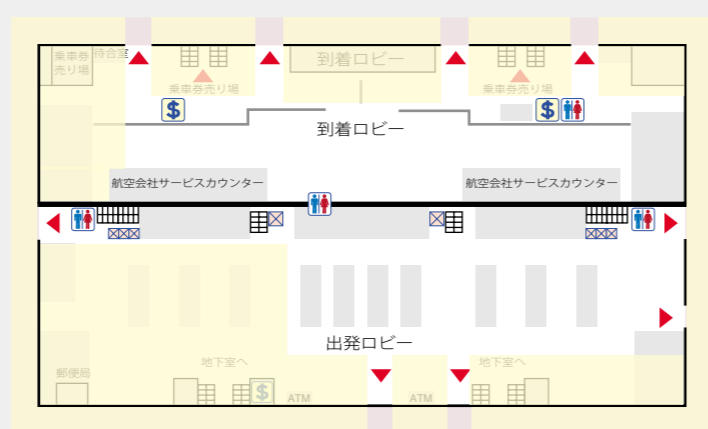 乗車券
売り場
待合室
到着ロビー
乗車券売り場
乗車券売り場
$
$
到着ロビー
航空会社サービスカウンター
航空会社サービスカウンター
出発ロビー
地下室へ
地下室へ
郵便局
$
ATM
ATM